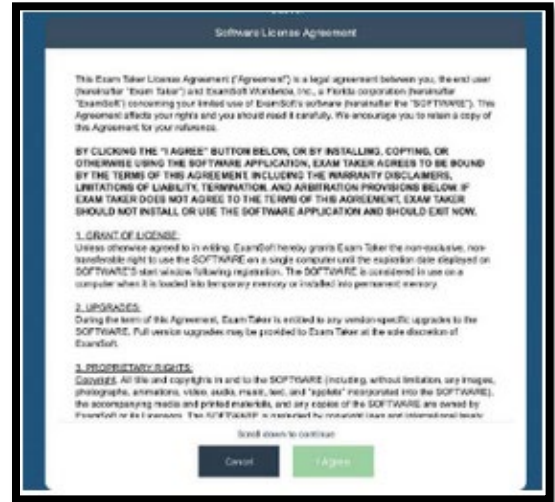 Software License Agreement
This Exam Taker License Agreement ("Agreement") is a legal agreement between you, the end user
(hereinafter "Exam Taker") and ExamSoft Worldwide, Inc., a Florida corporation (hereinafter
"ExamSoft") concerning your limited use of ExamSoft's software (hereinafter the "SOFTWARE"). This
Agreement affects your rights and you should read it carefully. We encourage you to retain a copy of
this Agreement for your reference.
BY CLICKING THE "I AGREE" BUTTON BELOW, OR BY INSTALLING, COPYING, OR
OTHERWISE USING THE SOFTWARE APPLICATION, EXAM TAKER AGREES TO BE BOUND
BY THE TERMS OF THIS AGREEMENT, INCLUDING THE WARRANTY DISCLAIMERS,
LIMITATIONS OF LIABILITY, TERMINATION, AND ARBITRATION PROVISIONS BELOW. IF
EXAM TAKER DOES NOT AGREE TO THE TERMS OF THIS AGREEMENT, EXAM TAKER
SHOULD NOT INSTALL OR USE THE SOFTWARE APPLICATION AND SHOULD EXIT NOW.
1. GRANT OF LICENSE:
Unless otherwise agreed to in writing, ExamSoft hereby grants Exam Taker the non-exclusive, non-
transferable right to use the SOFTWARE on a single computer until the expiration date displayed on
SOFTWARE'S start window following registration. The SOFTWARE is considered in use on a
computer when it is loaded into temporary memory or installed into permanent memory.
2. UPGRADES:
During the term of this Agreement, Exam Taker is entitled to any version-specific upgrades to the
SOFTWARE. Full version upgrades may be provided to Exam Taker at the sole discretion of
ExamSoft.
3. PROPRIETARY RIGHTS:
Copyright. All title and copyrights in and to the SOFTWARE (including, without limitation, any images,
photographs, animations, video, audio, music, text, and "applets" incorporated into the SOFTWARE),
the accompanying media and printed materials, and any copies of the SOFTWARE are owned by
ExamSoft or its Licensors. The SOFTWARE is protected by copyright laws and international treaty
Scroll down to continue
Cancel
I Agree